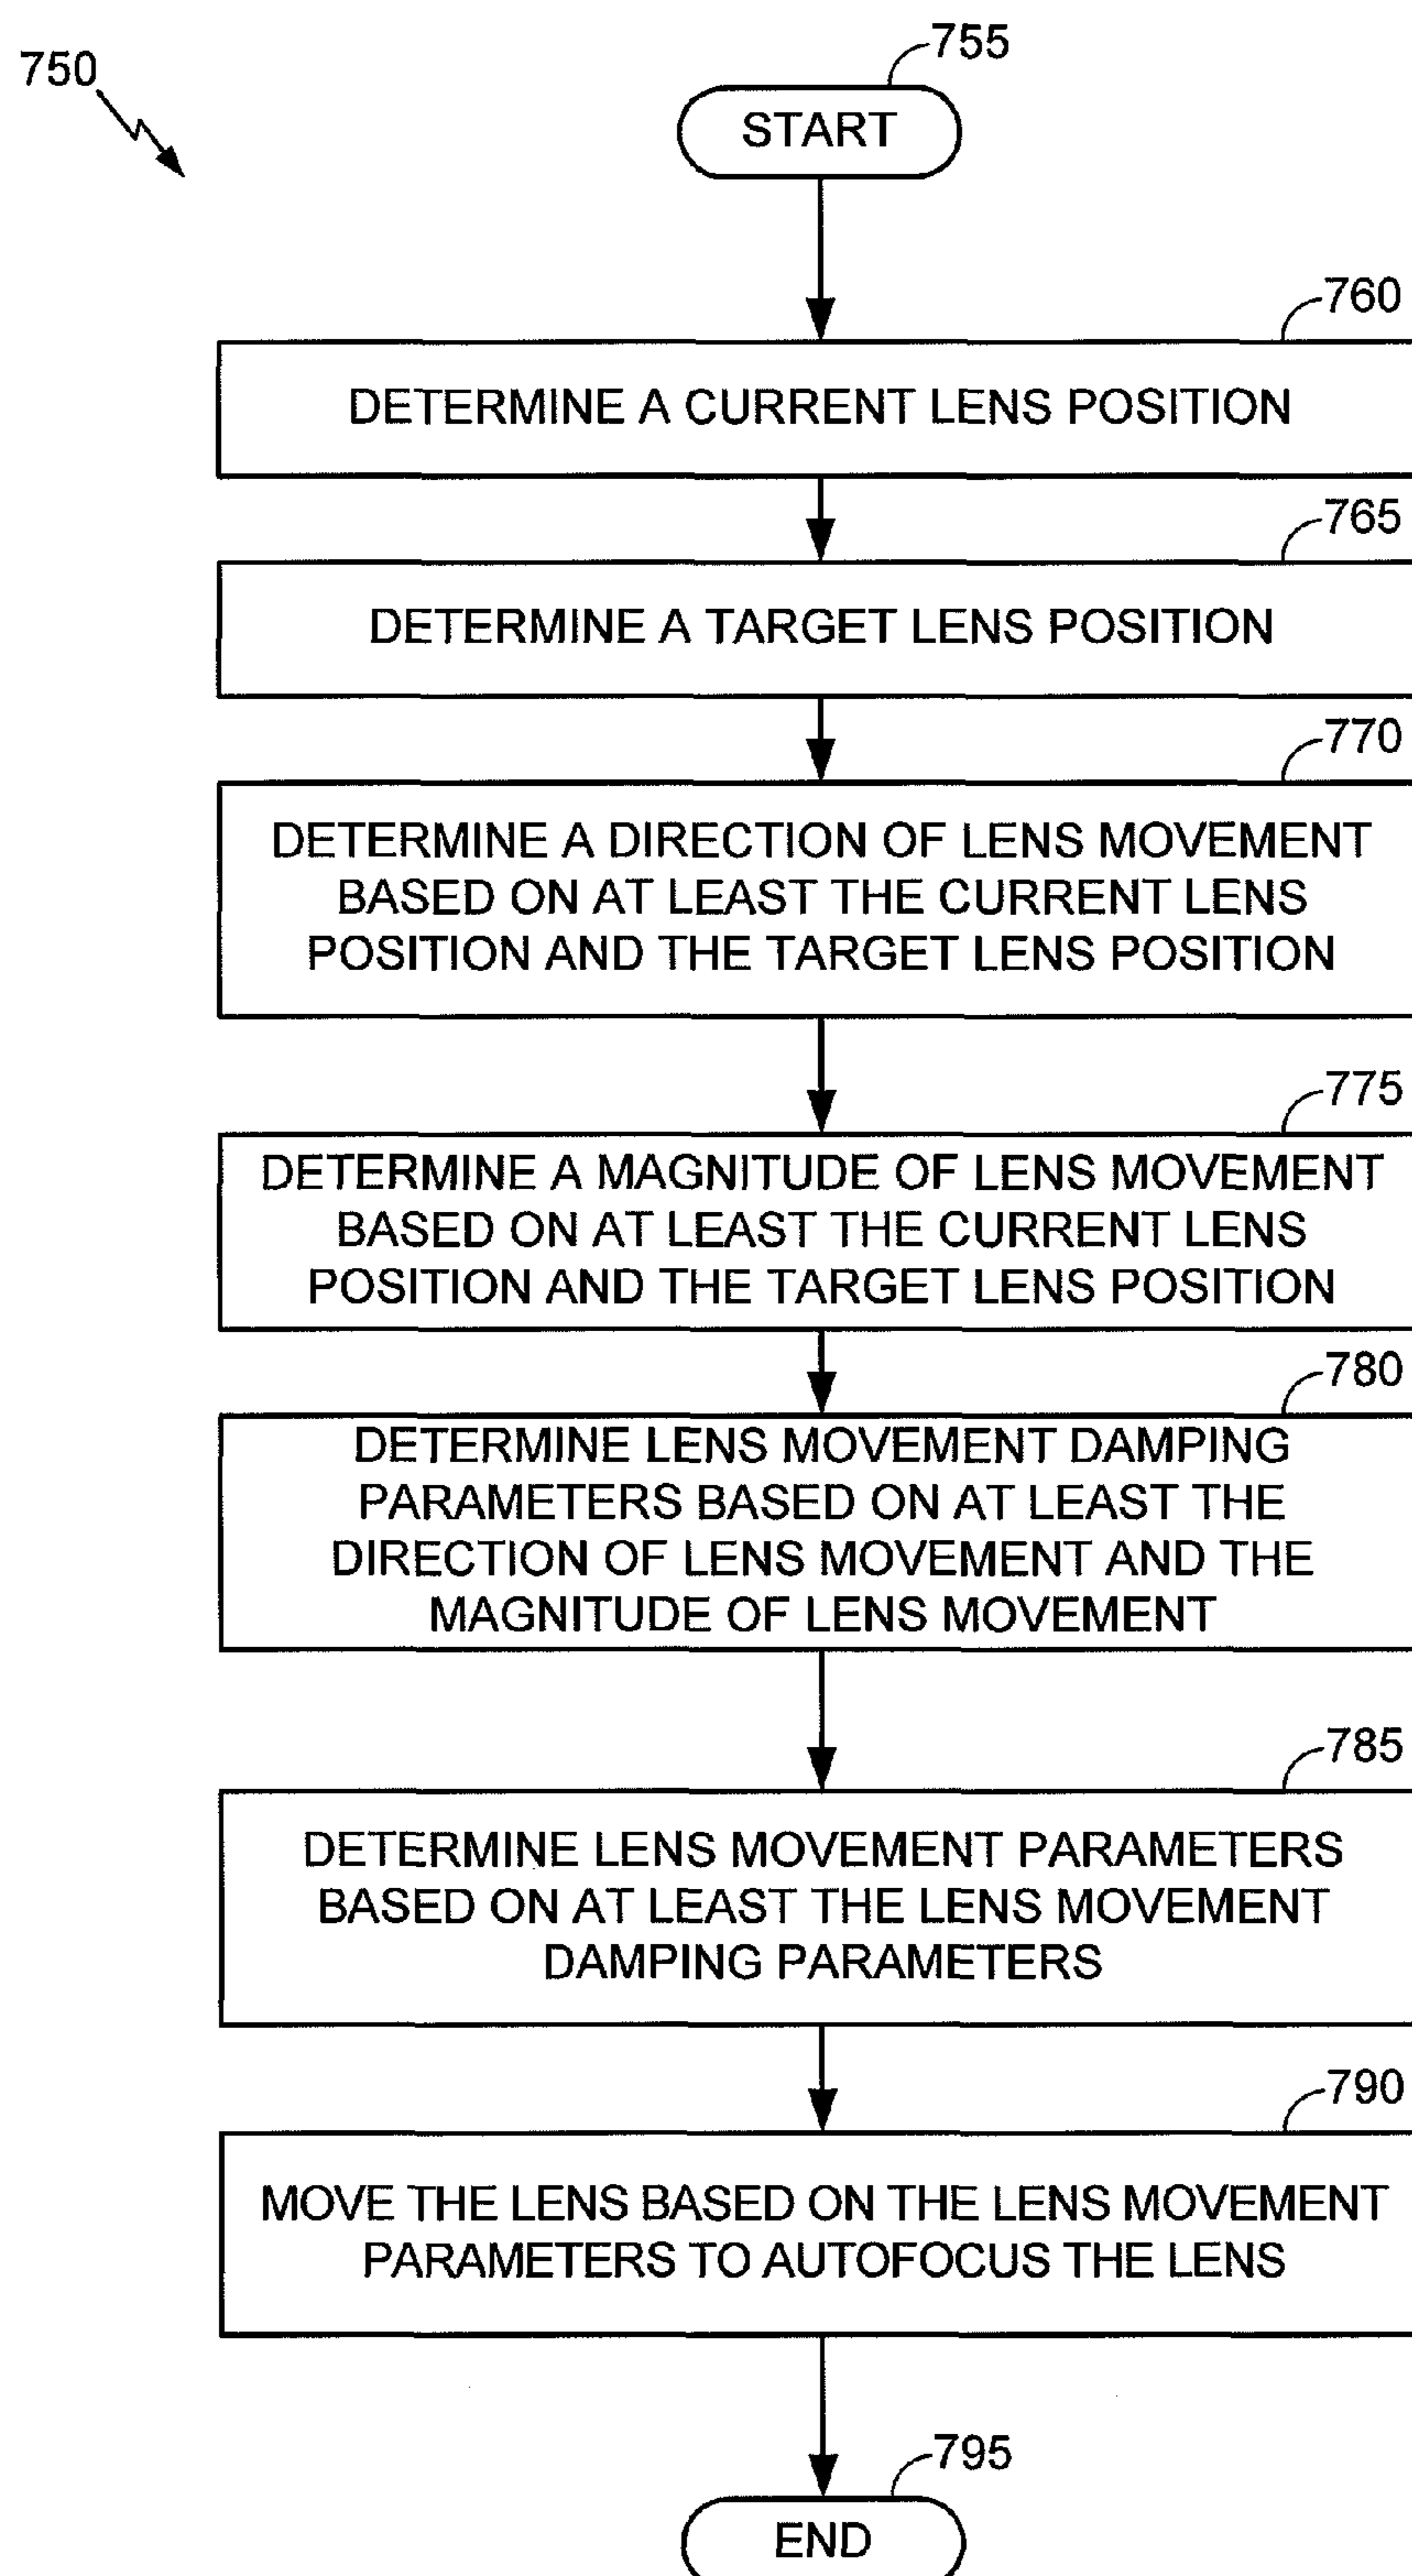 755
750
START
760
DETERMINE A CURRENT LENS POSITION
765
DETERMINE A TARGET LENS POSITION
770
DETERMINE A DIRECTION OF LENS MOVEMENT
BASED ON AT LEAST THE CURRENT LENS
POSITION AND THE TARGET LENS POSITION
775
DETERMINE A MAGNITUDE OF LENS MOVEMENT
BASED ON AT LEAST THE CURRENT LENS
POSITION AND THE TARGET LENS POSITION
780
DETERMINE LENS MOVEMENT DAMPING
PARAMETERS BASED ON AT LEAST THE
DIRECTION OF LENS MOVEMENT AND THE
MAGNITUDE OF LENS MOVEMENT
785
DETERMINE LENS MOVEMENT PARAMETERS
BASED ON AT LEAST THE LENS MOVEMENT
DAMPING PARAMETERS
790
MOVE THE LENS BASED ON THE LENS MOVEMENT
PARAMETERS TO AUTOFOCUS THE LENS
795
END